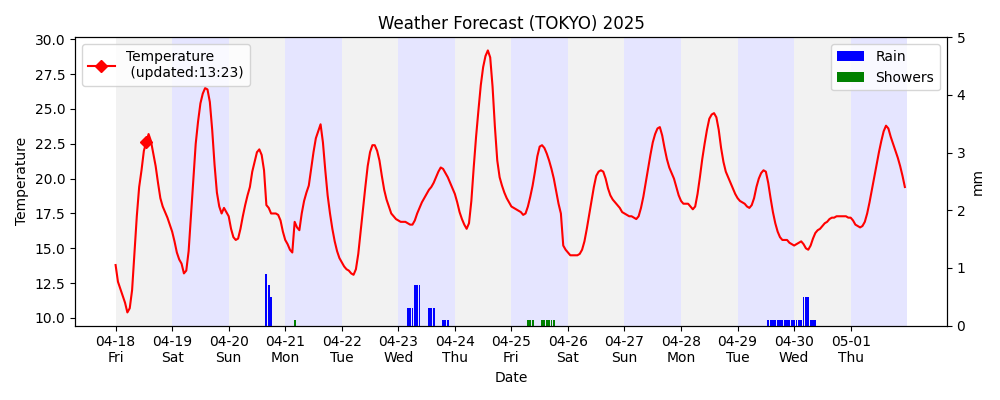 Weather Forecast (TOKYO) 2025
Temperature
(updated:13:23)
Rain
Showers
30.0
27.5
25.0
22.5
20.0
17.5
15.0
12.5
10.0
Temperature
5
4
3
2
1
0
mm
04-18 04-19 04-20 04-21 04-22 04-23 04-24 04-25 04-26 04-27 04-28 04-29 04-30 05-01
Fri Sat Sun Mon Tue Wed Thu Fri Sat Sun Mon Tue Wed Thu
Date